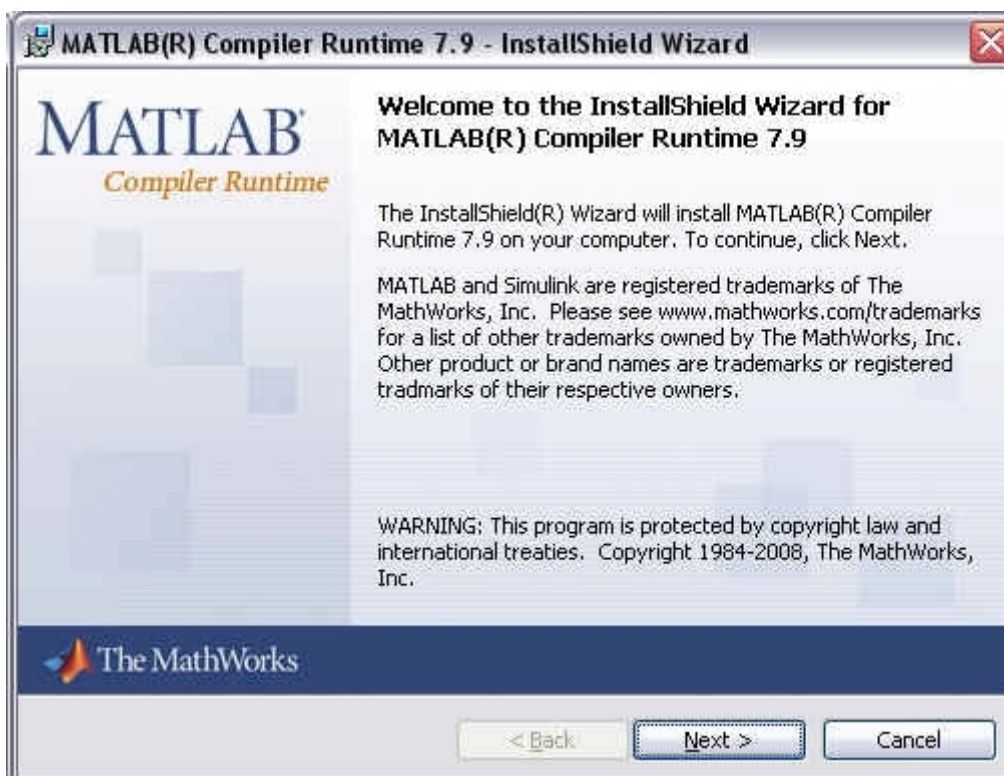 MATLAB(R) Compiler Runtime 7.9 - InstallShield Wizard
MATLAB®
Compiler Runtime
Welcome to the InstallShield Wizard for
MATLAB(R) Compiler Runtime 7.9
The InstallShield(R) Wizard will install MATLAB(R) Compiler
Runtime 7.9 on your computer. To continue, click Next.
MATLAB and Simulink are registered trademarks of The
MathWorks, Inc.  Please see www.mathworks.com/trademarks
for a list of other trademarks owned by The MathWorks, Inc.
Other product or brand names are trademarks or registered
tradmarks of their respective owners.
WARNING: This program is protected by copyright law and
international treaties.  Copyright 1984-2008, The MathWorks,
Inc.
The MathWorks
< Back
Next >
Cancel